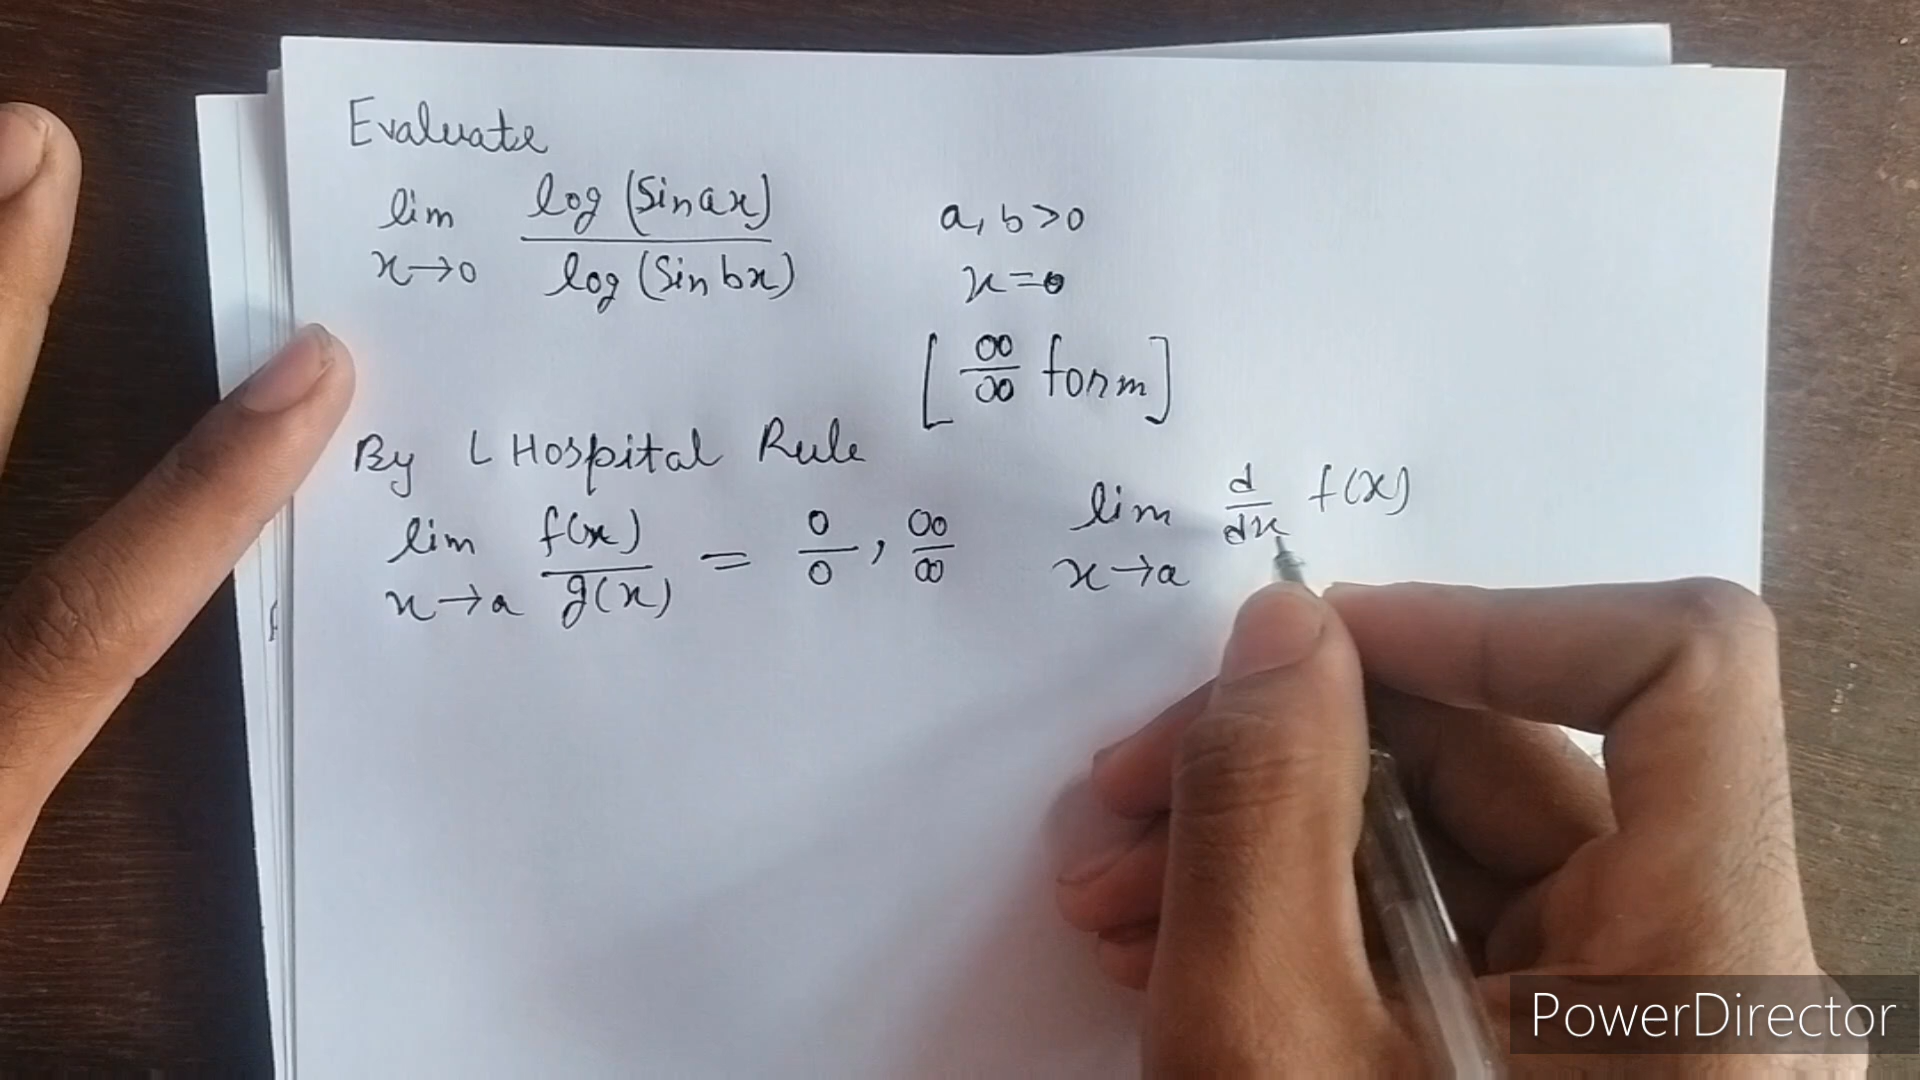 Evaluate
lim x→0 log (Sin ax) / log (Sin bx)
a, b >0
x=0
[ ∞/∞ form ]
By L Hospital Rule
lim x→a f(x)/g(x) = 0/0 , ∞/∞
lim x→a d/dx f(x)
PowerDirector